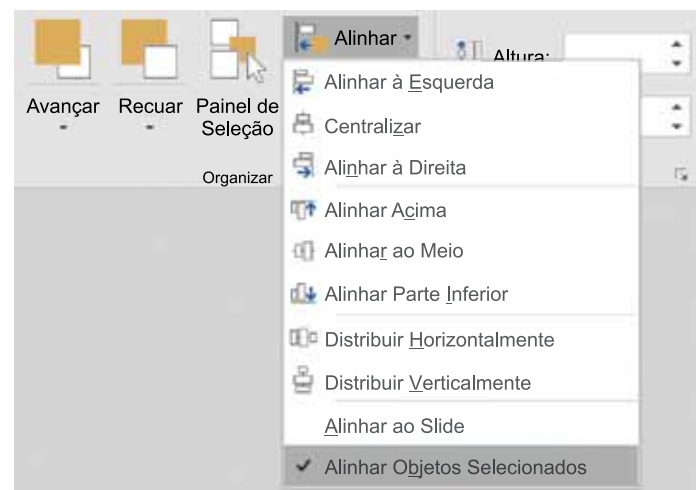 Alinhar
Altura:
Avançar
Recuar
Painel de
Seleção
Organizar
Alinhar à Esquerda
Centralizar
Alinhar à Direita
Alinhar Acima
Alinhar ao Meio
Alinhar Parte Inferior
Distribuir Horizontalmente
Distribuir Verticalmente
Alinhar ao Slide
Alinhar Objetos Selecionados